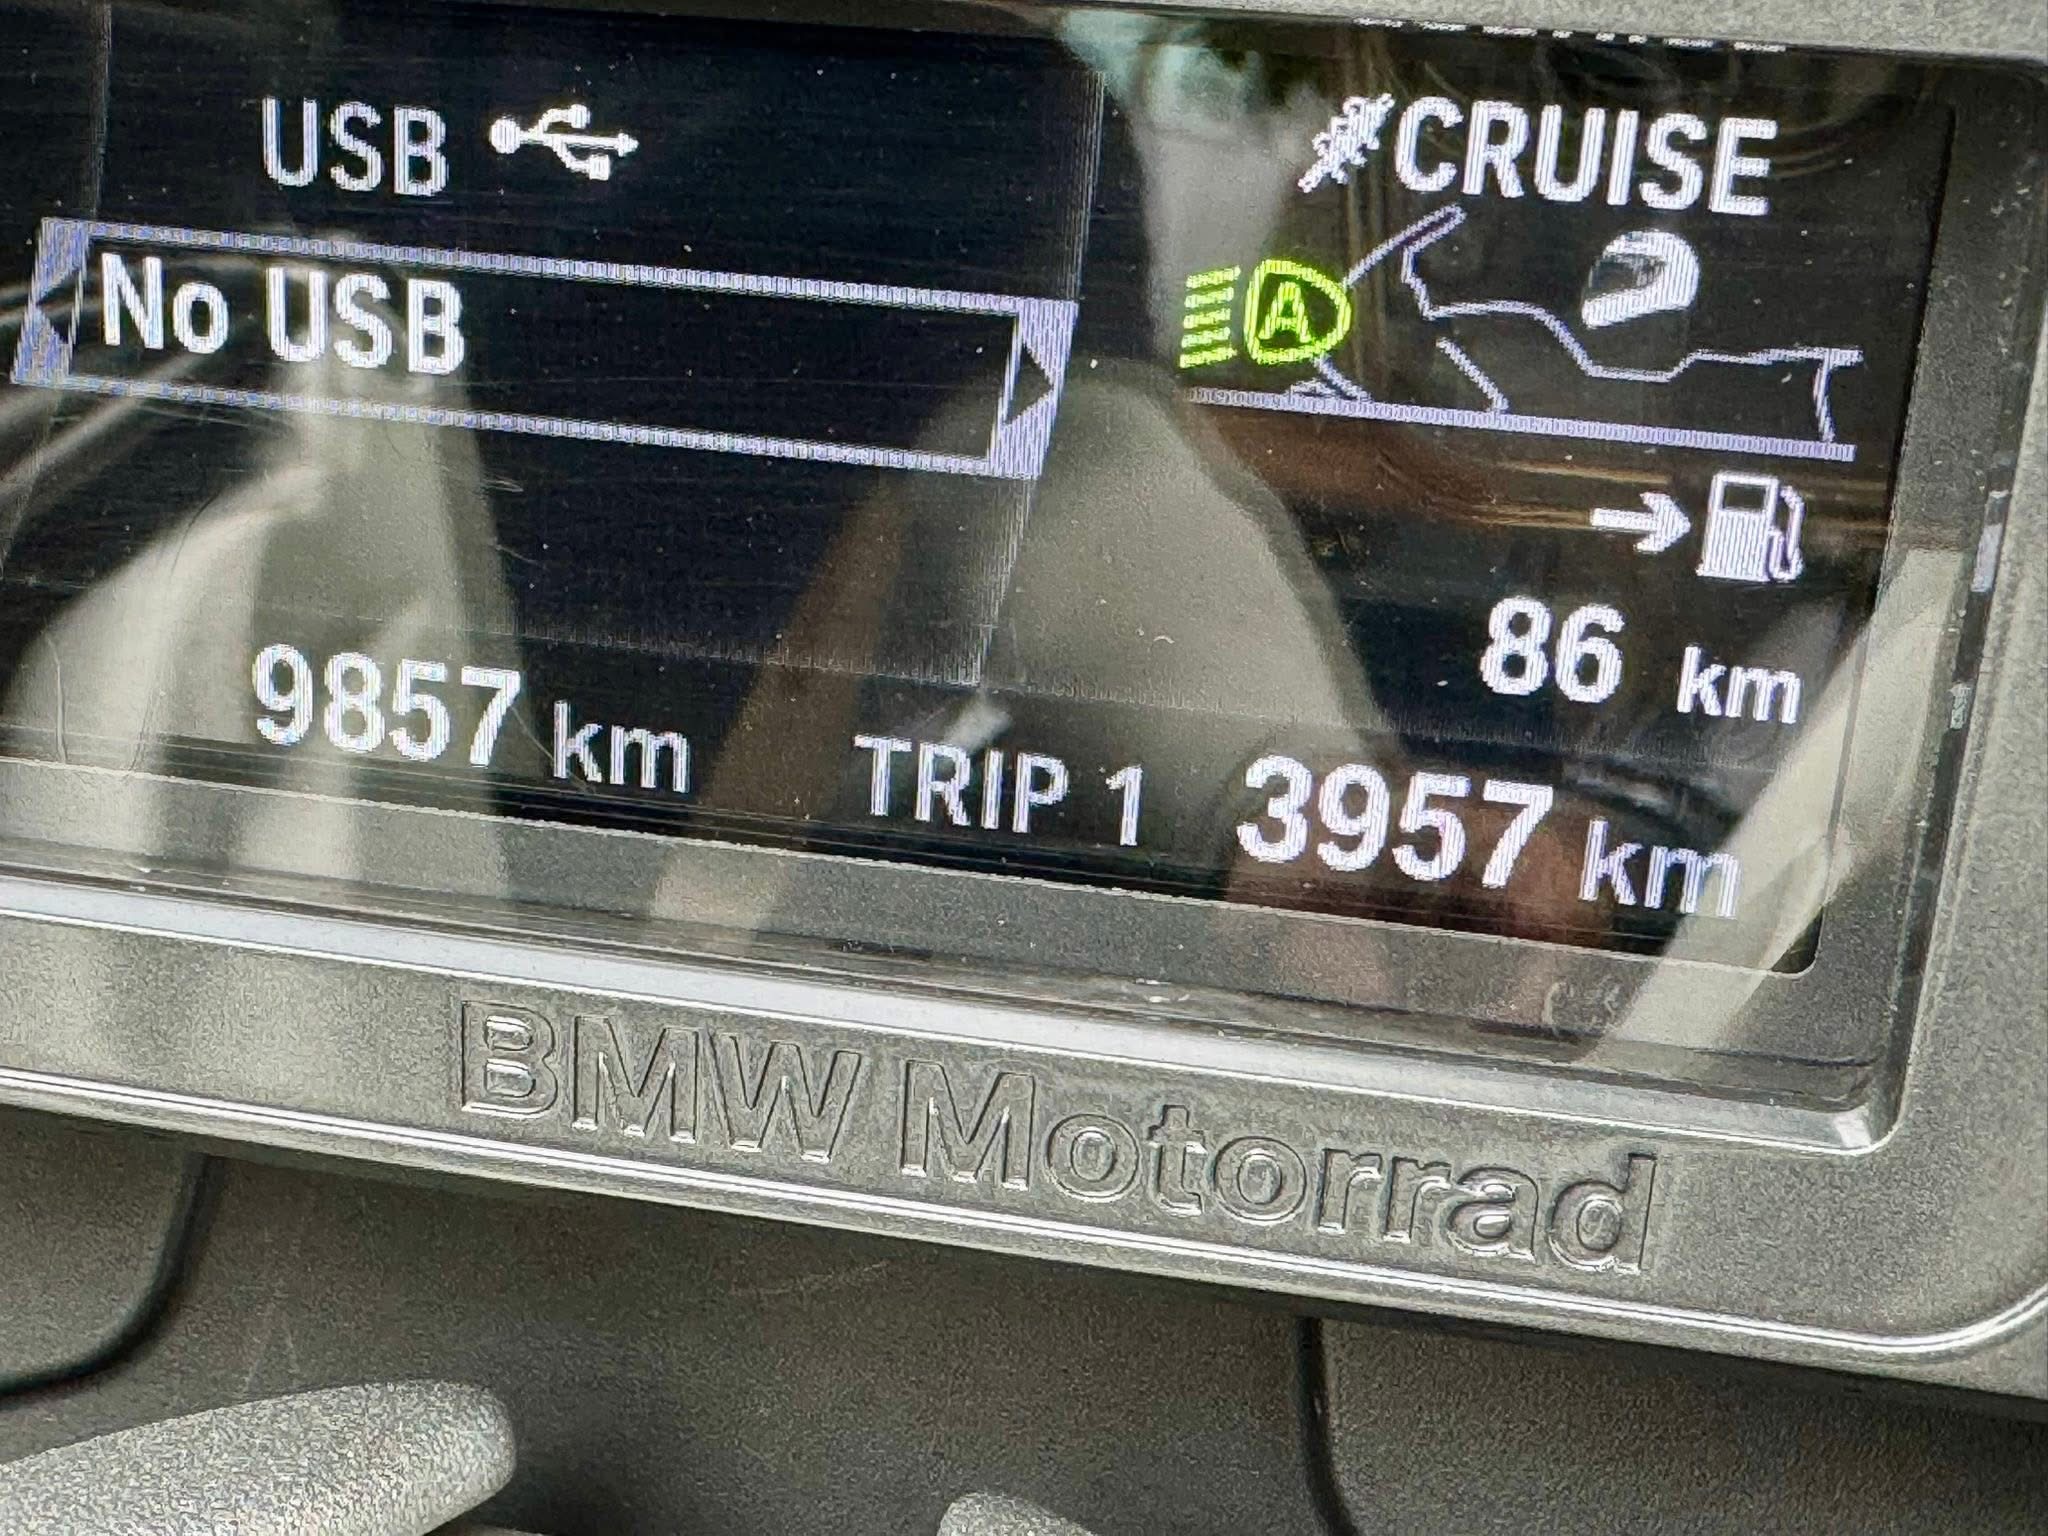 USB
CRUISE
No USB
A
86 km
9857 km TRIP 1 3957 km
BMW Motorrad